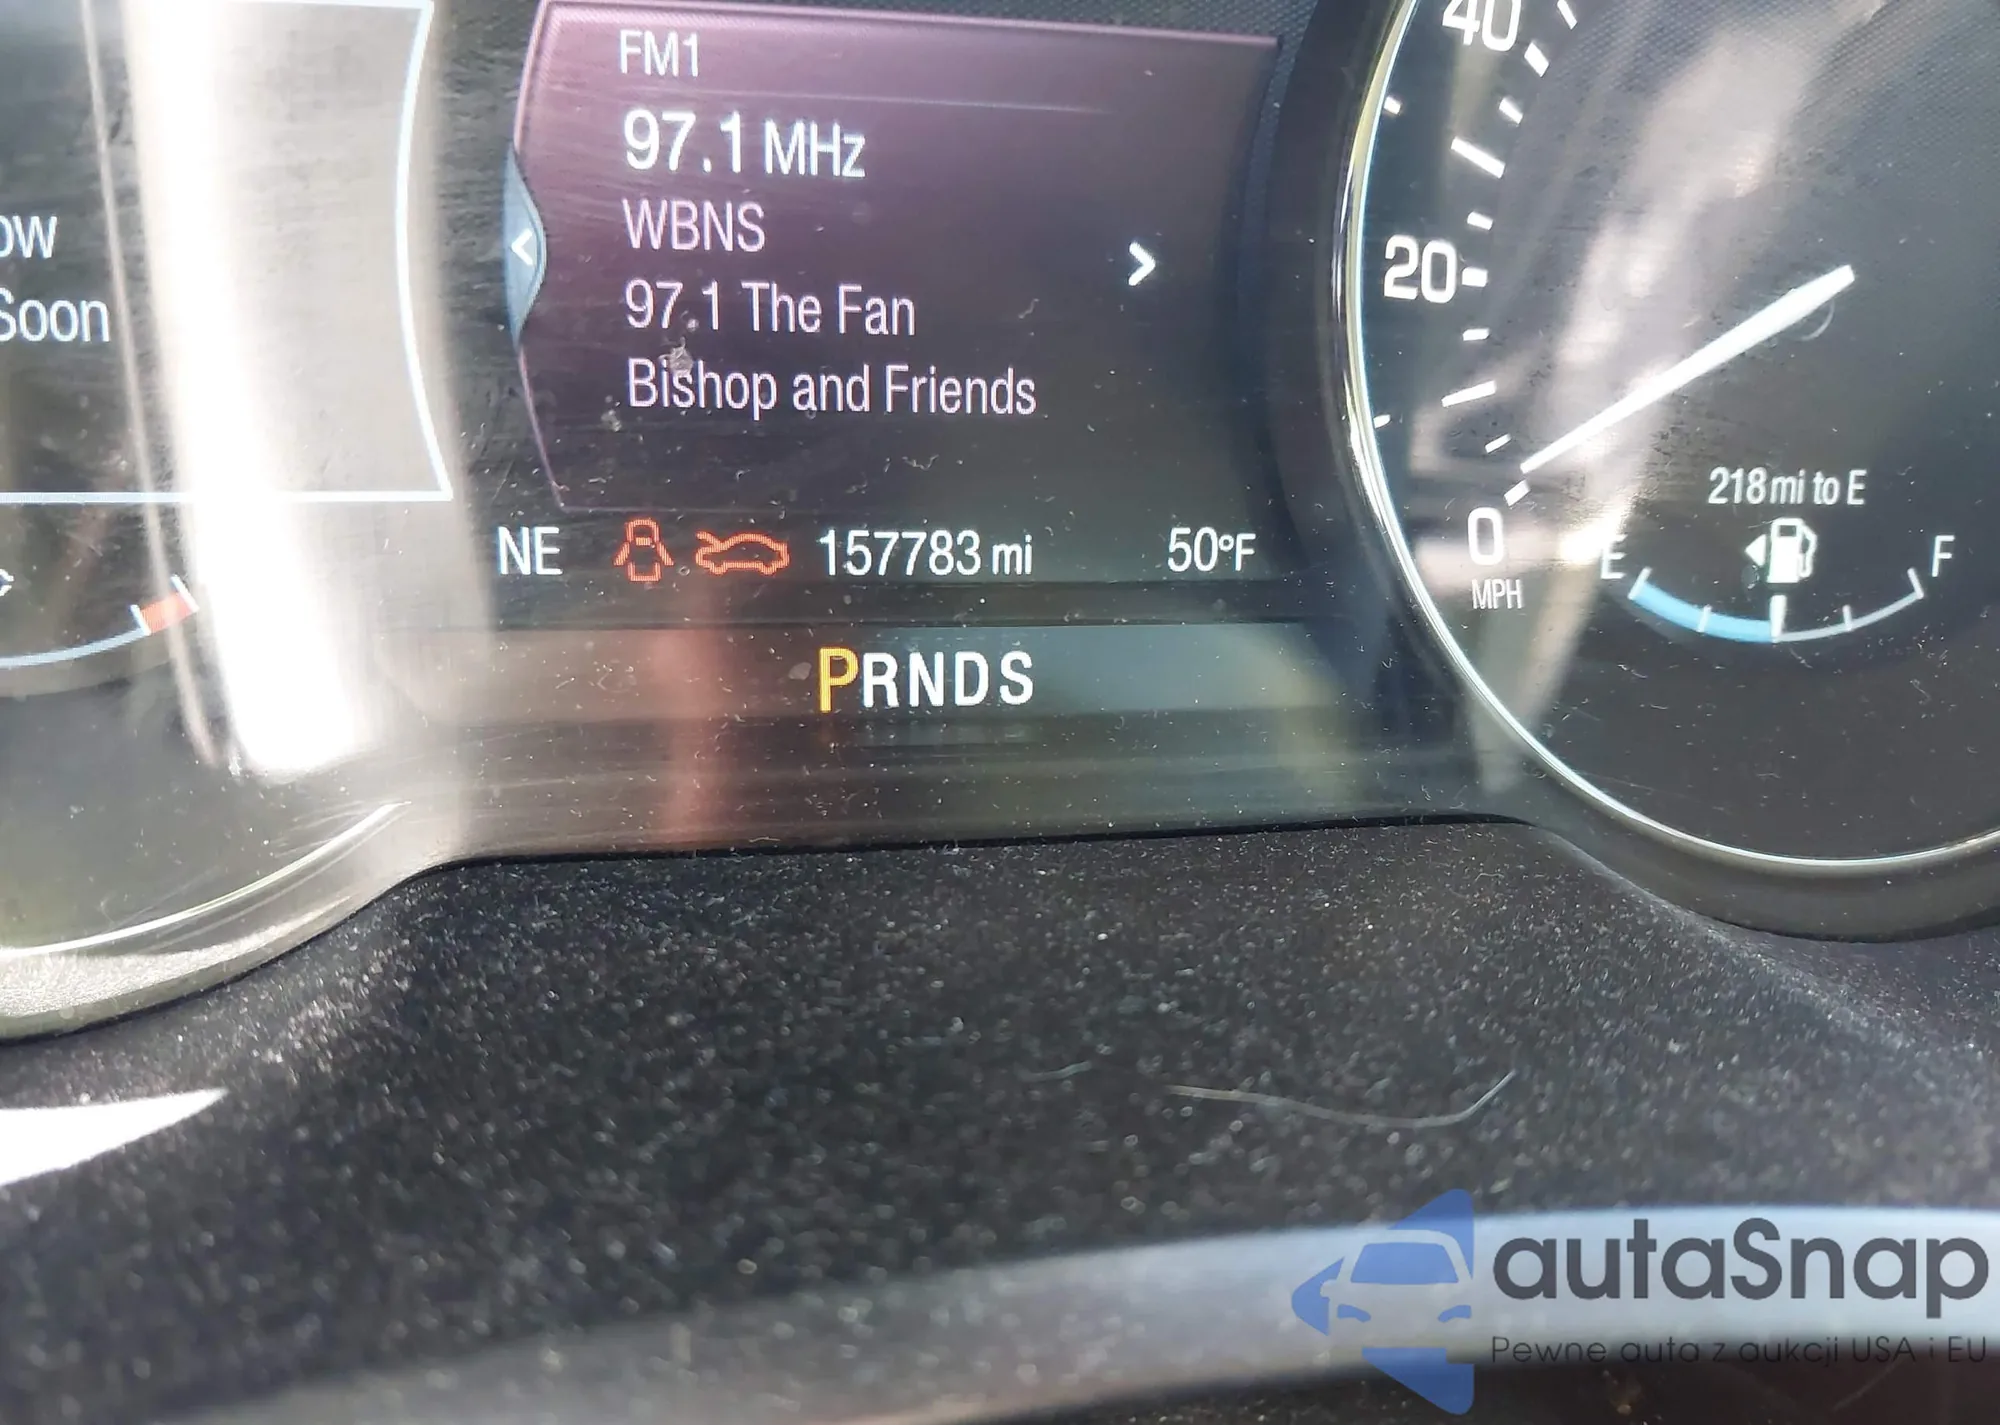 FM1
97.1 MHz
WBNS
97.1 The Fan
Bishop and Friends
Soon
NE
157783 mi
50°F
PRNDS
40
20
0
MPH
218 mi to E
E
F
autaSnap
Pewne auta z aukcji USA i EU